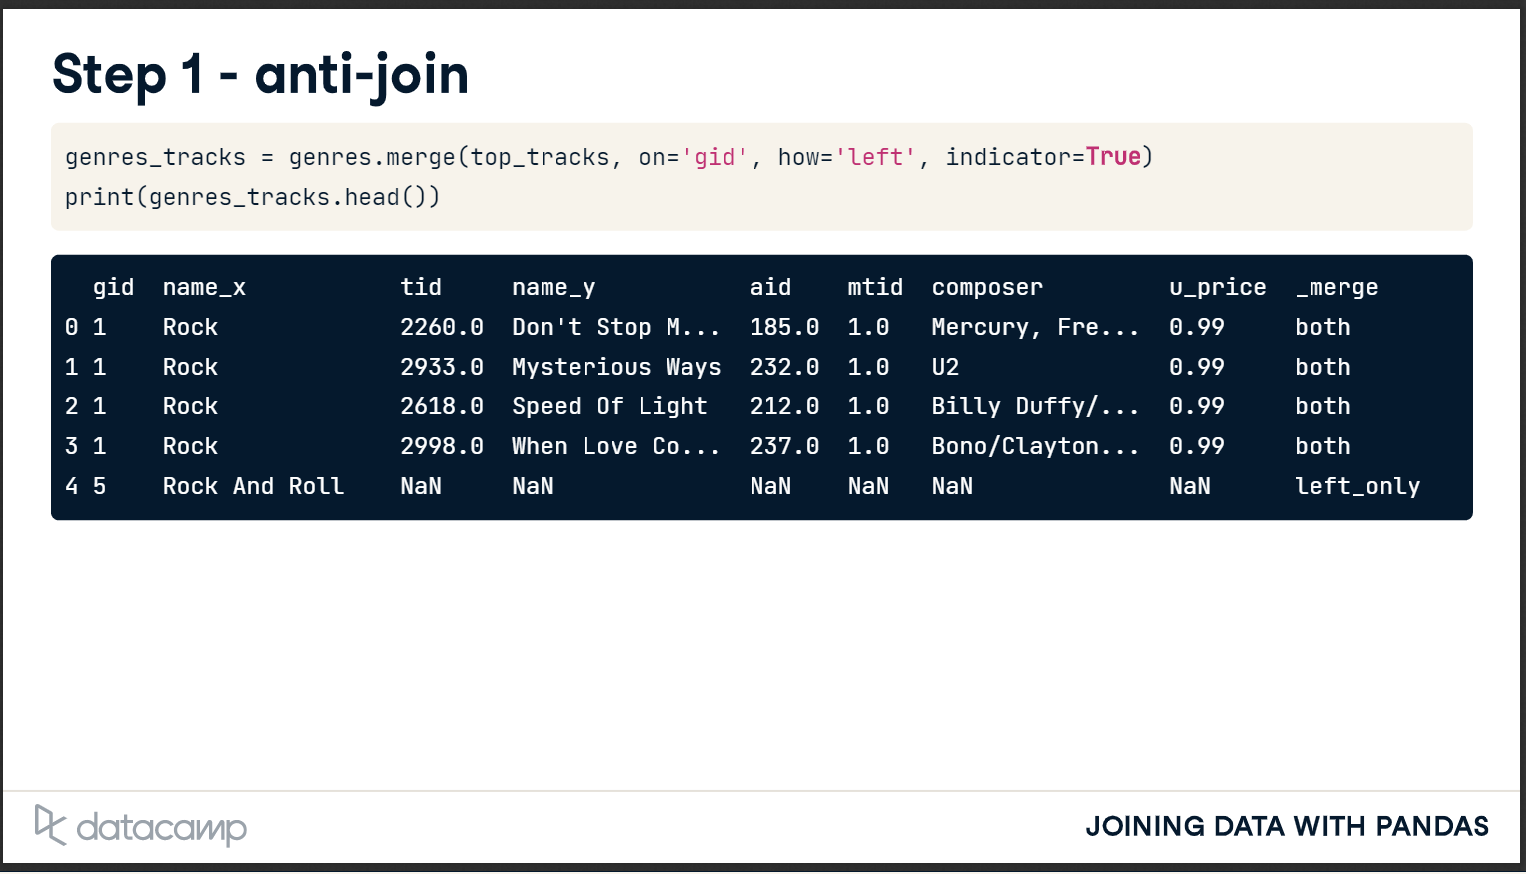 Step 1 - anti-join
genres_tracks = genres.merge(top_tracks, on='gid', how='left', indicator=True)
print(genres_tracks.head())
gid name_x tid name_y aid mtid composer u_price _merge
0 1 Rock 2260.0 Don't Stop M... 185.0 1.0 Mercury, Fre... 0.99 both
1 1 Rock 2933.0 Mysterious Ways 232.0 1.0 U2 0.99 both
2 1 Rock 2618.0 Speed Of Light 212.0 1.0 Billy Duffy/... 0.99 both
3 1 Rock 2998.0 When Love Co... 237.0 1.0 Bono/Clayton... 0.99 both
4 5 Rock And Roll NaN NaN NaN NaN NaN NaN left_only
datacamp
JOINING DATA WITH PANDAS